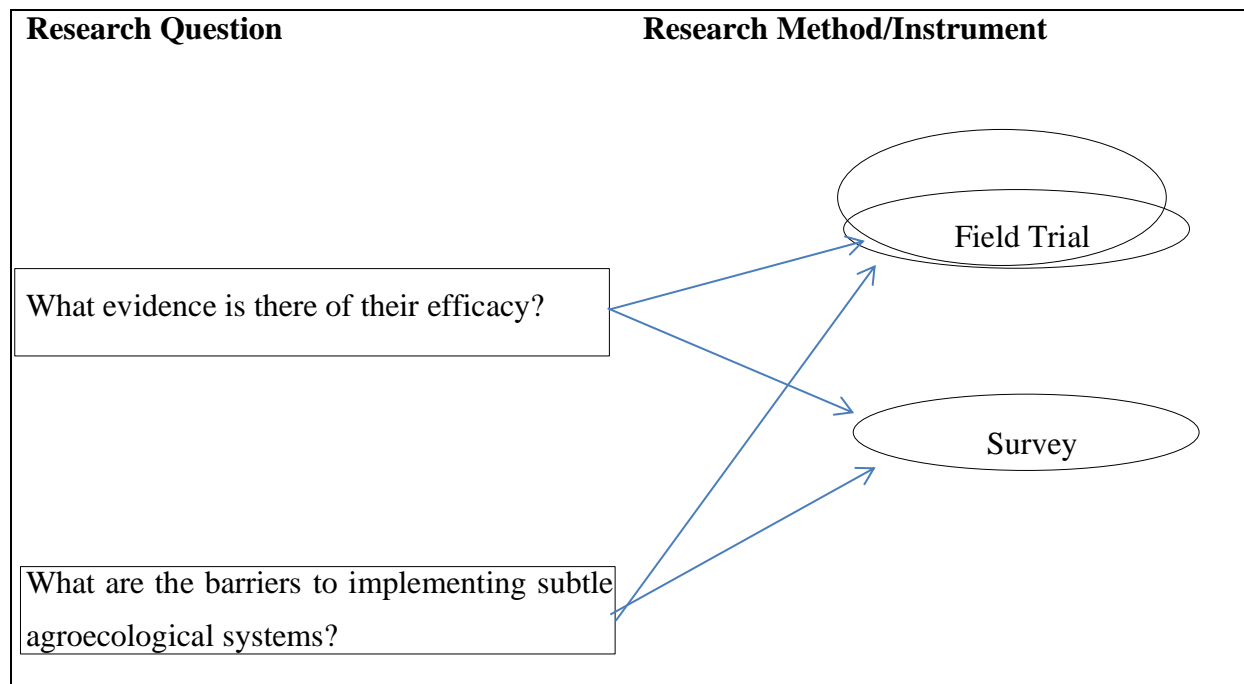 Research Question
Research Method/Instrument
Field Trial
What evidence is there of their efficacy?
Survey
What are the barriers to implementing subtle
agroecological systems?